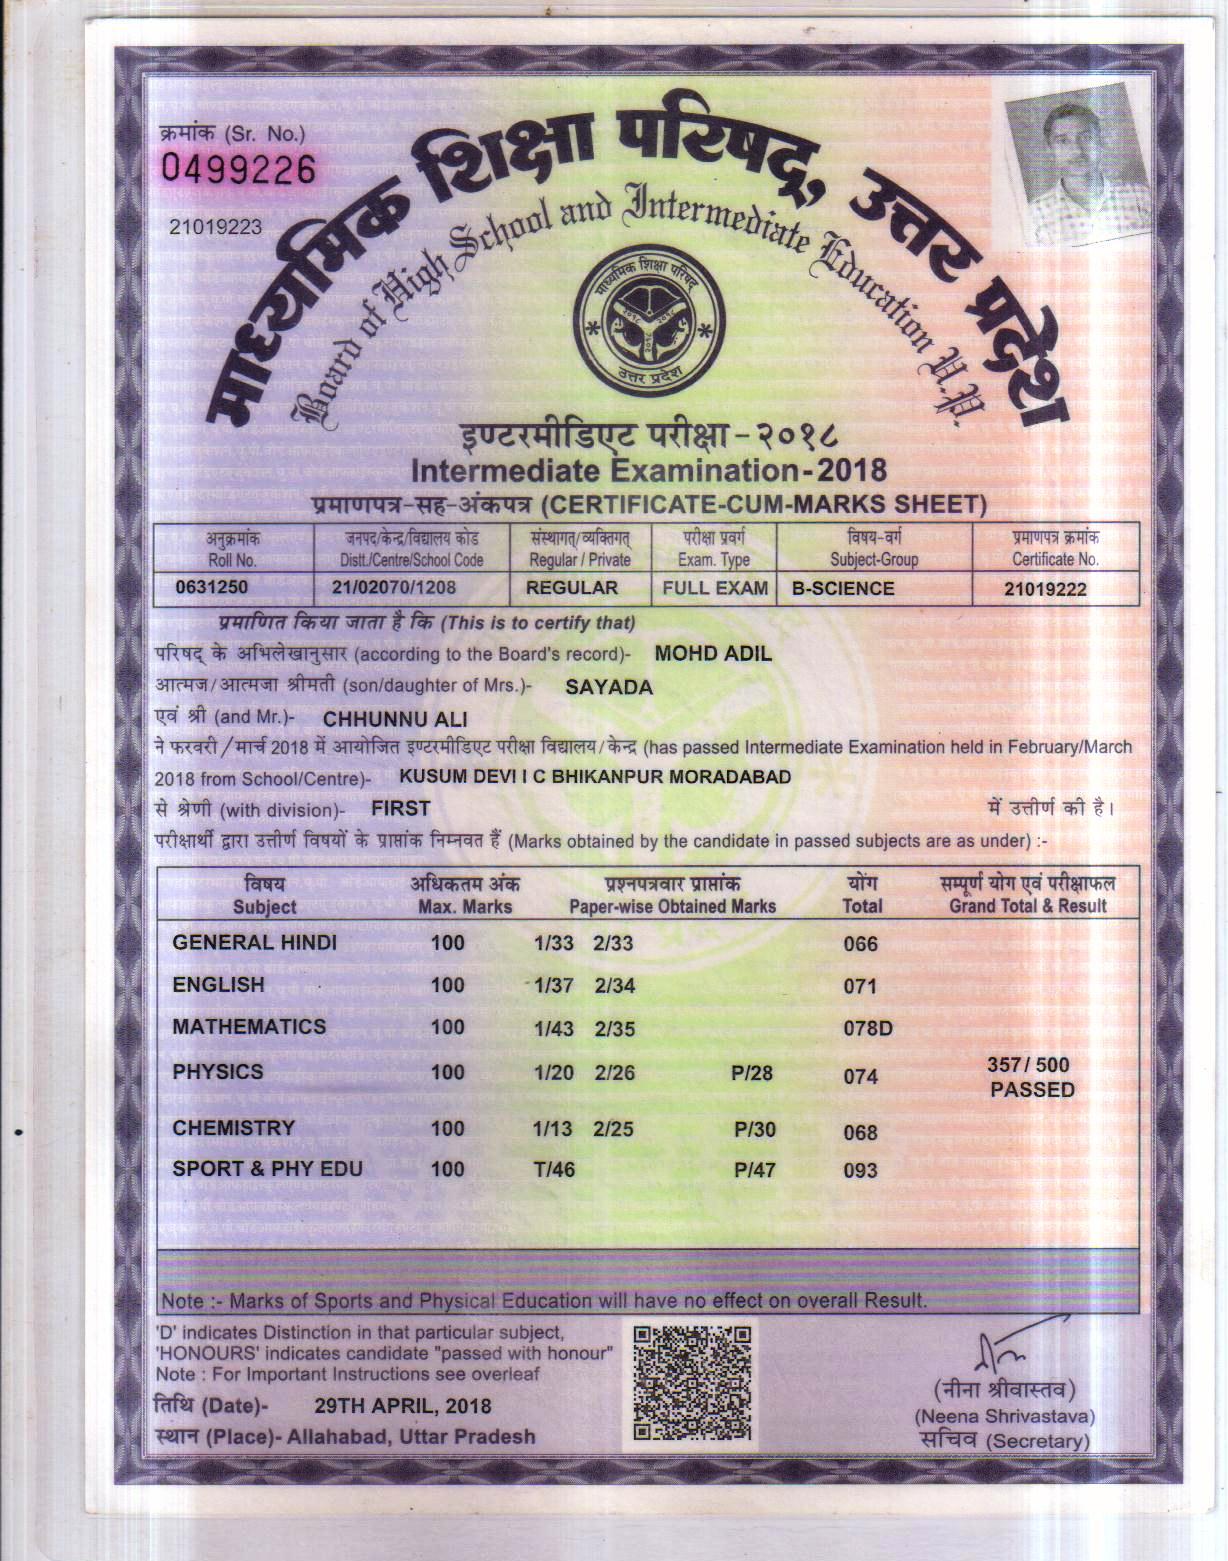 क्रमांक (Sr. No.)
0499226
21019223
माध्यमिक शिक्षा परिषद्, उत्तर प्रदेश
Board of High School and Intermediate Education U.P.
माध्यमिक शिक्षा परिषद्
उत्तर प्रदेश
इण्टरमीडिएट परीक्षा - २०१८
Intermediate Examination - 2018
प्रमाणपत्र-सह-अंकपत्र (CERTIFICATE-CUM-MARKS SHEET)
अनुक्रमांक जनपद/केन्द्र/विद्यालय कोड संस्थागत/व्यक्तिगत् परीक्षा प्रवर्ग विषय-वर्ग प्रमाणपत्र क्रमांक
Roll No. Distt./Centre/School Code Regular / Private Exam. Type Subject-Group Certificate No.
0631250 21/02070/1208 REGULAR FULL EXAM B-SCIENCE 21019222
प्रमाणित किया जाता है कि (This is to certify that)
परिषद् के अभिलेखानुसार (according to the Board's record)- MOHD ADIL
आत्मज/आत्मजा श्रीमती (son/daughter of Mrs.)- SAYADA
एवं श्री (and Mr.)- CHHUNNU ALI
ने फरवरी/मार्च 2018 में आयोजित इण्टरमीडिएट परीक्षा विद्यालय/केन्द्र (has passed Intermediate Examination held in February/March
2018 from School/Centre)- KUSUM DEVI I C BHIKANPUR MORADABAD
से श्रेणी (with division)- FIRST में उत्तीर्ण की है।
परीक्षार्थी द्वारा उत्तीर्ण विषयों के प्राप्तांक निम्नवत हैं (Marks obtained by the candidate in passed subjects are as under) :-
विषय अधिकतम अंक प्रश्नपत्रवार प्राप्तांक योंग सम्पूर्ण योग एवं परीक्षाफल
Subject Max. Marks Paper-wise Obtained Marks Total Grand Total & Result
GENERAL HINDI 100 1/33 2/33 066
ENGLISH 100 1/37 2/34 071
MATHEMATICS 100 1/43 2/35 078D
PHYSICS 100 1/20 2/26 P/28 074 357/ 500
PASSED
CHEMISTRY 100 1/13 2/25 P/30 068
SPORT & PHY EDU 100 T/46 P/47 093
Note :- Marks of Sports and Physical Education will have no effect on overall Result.
'D' indicates Distinction in that particular subject,
'HONOURS' indicates candidate "passed with honour"
Note : For Important Instructions see overleaf
तिथि (Date)- 29TH APRIL, 2018
स्थान (Place)- Allahabad, Uttar Pradesh
(नीना श्रीवास्तव)
(Neena Shrivastava)
सचिव (Secretary)